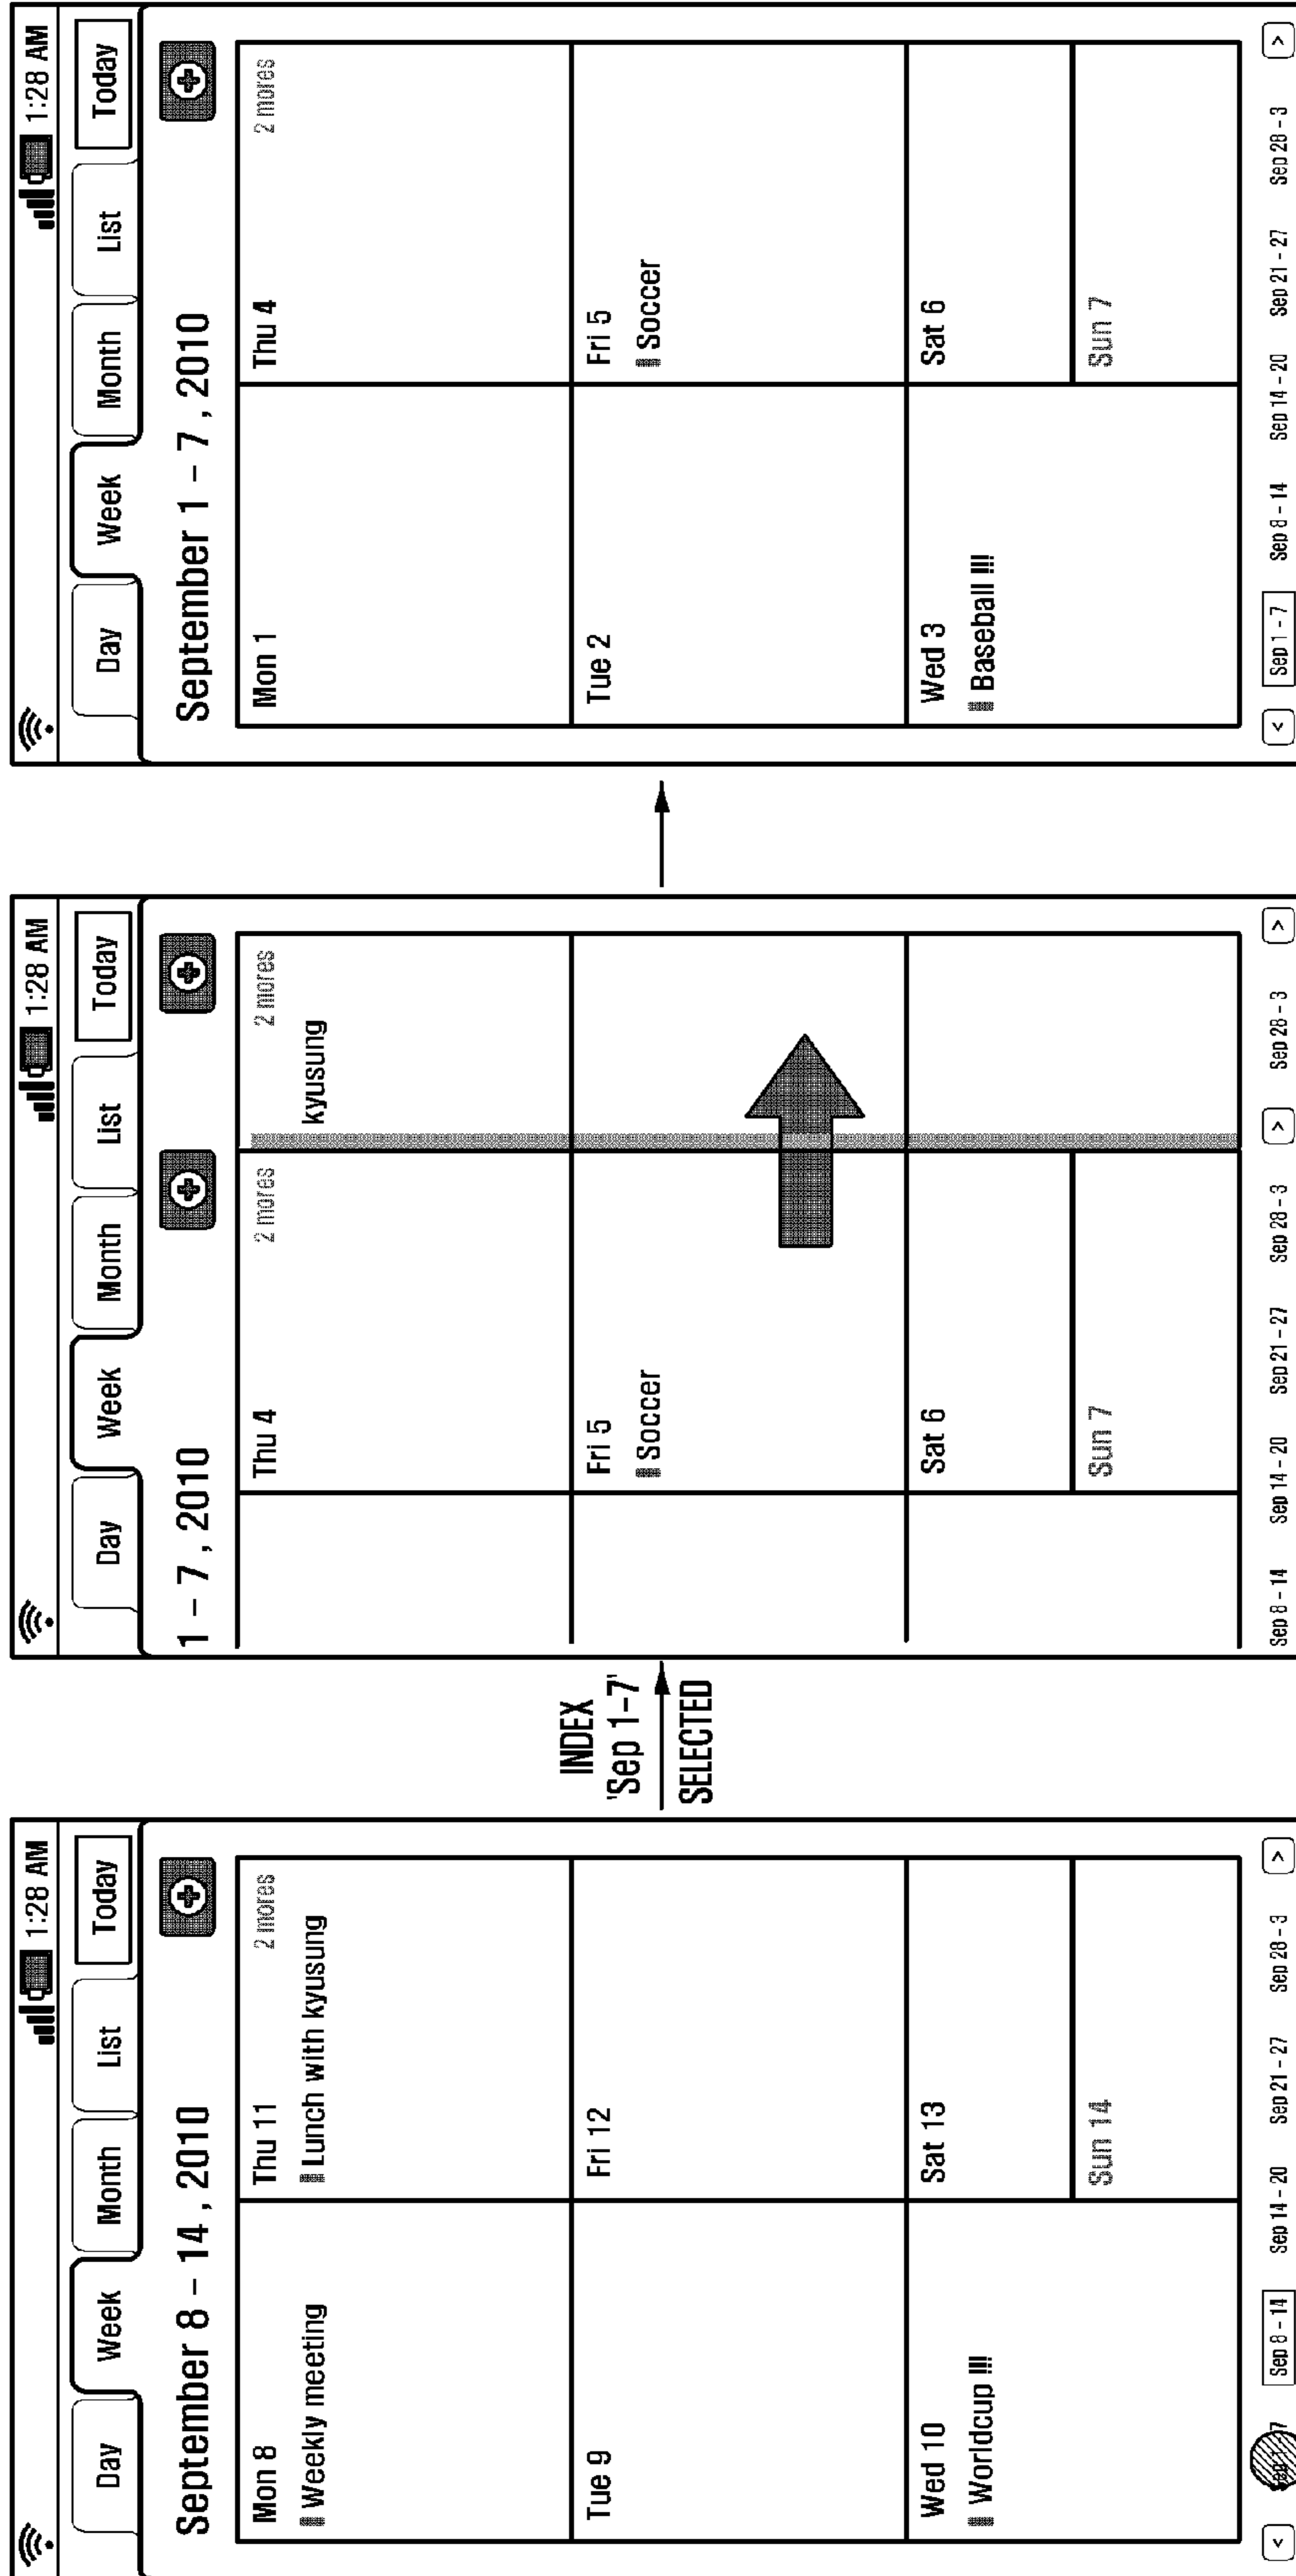 1:28 AM
Day Week Month List Today
September 8 - 14 , 2010
Mon 8
Weekly meeting
Thu 11 2 mores
Lunch with kyusung
Tue 9
Fri 12
Wed 10
Worldcup !!!
Sat 13
Sun 14
< 7 Sep 8 - 14 Sep 14 - 20 Sep 21 - 27 Sep 28 - 3 >
INDEX
'Sep 1-7'
SELECTED
1:28 AM
Day Week Month List Today
1 - 7 , 2010
Thu 4 2 mores
2 mores
kyusung
Fri 5
Soccer
Sat 6
Sun 7
Sep 8 - 14 Sep 14 - 20 Sep 21 - 27 Sep 28 - 3 > Sep 28 - 3 >
1:28 AM
Day Week Month List Today
September 1 - 7 , 2010
Mon 1
Thu 4 2 mores
Tue 2
Fri 5
Soccer
Wed 3
Baseball !!!
Sat 6
Sun 7
< Sep 1 - 7 Sep 8 - 14 Sep 14 - 20 Sep 21 - 27 Sep 28 - 3 >